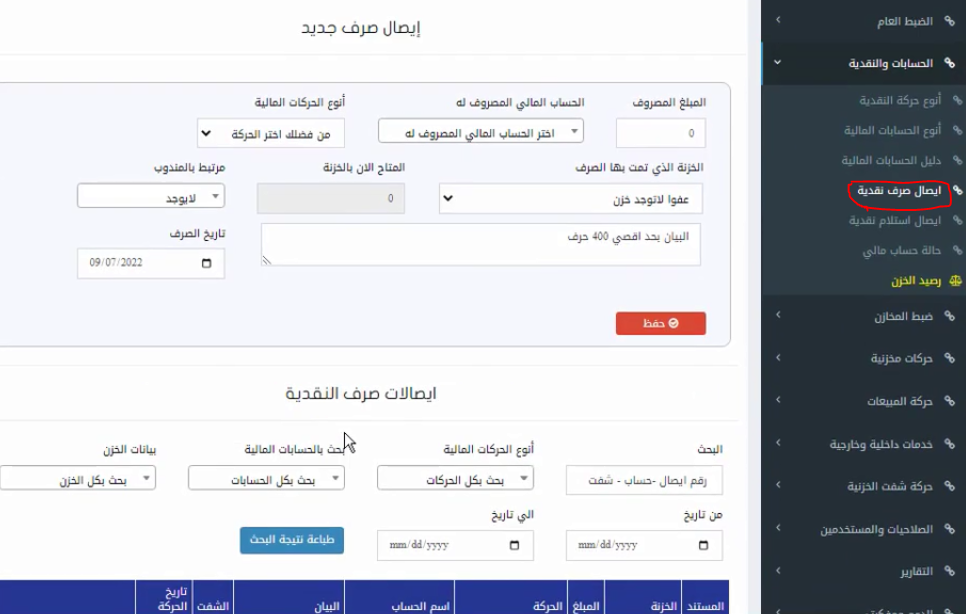 الضبط العام
الحسابات والنقدية
أنوع حركة النقدية
أنوع الحسابات المالية
دليل الحسابات المالية
ايصال صرف نقدية
ايصال استلام نقدية
حالة حساب مالي
رصيد الخزن
ضبط المخازن
حركات مخزنية
حركة المبيعات
خدمات داخلية وخارجية
حركة شفت الخزنية
الصلاحيات والمستخدمين
التقارير
إيصال صرف جديد
المبلغ المصروف
الحساب المالي المصروف له
أنوع الحركات المالية
0
اختر الحساب المالي المصروف له
من فضلك اختر الحركة
الخزنة الذي تمت بها الصرف
المتاح الان بالخزنة
مرتبط بالمندوب
عفوا لاتوجد خزن
0
لايوجد
البيان بحد اقصي 400 حرف
تاريخ الصرف
09/07/2022
حفظ
ايصالات صرف النقدية
البحث
أنوع الحركات المالية
بحث بالحسابات المالية
بيانات الخزن
رقم ايصال -حساب - شفت
بحث بكل الحركات
بحث بكل الحسابات
بحث بكل الخزن
من تاريخ
الي تاريخ
mm/dd/yyyy
mm/dd/yyyy
طباعة نتيجة البحث
المستند
الخزنة
المبلغ
الحركة
اسم الحساب
البيان
الشفت
تاريخ الحركة